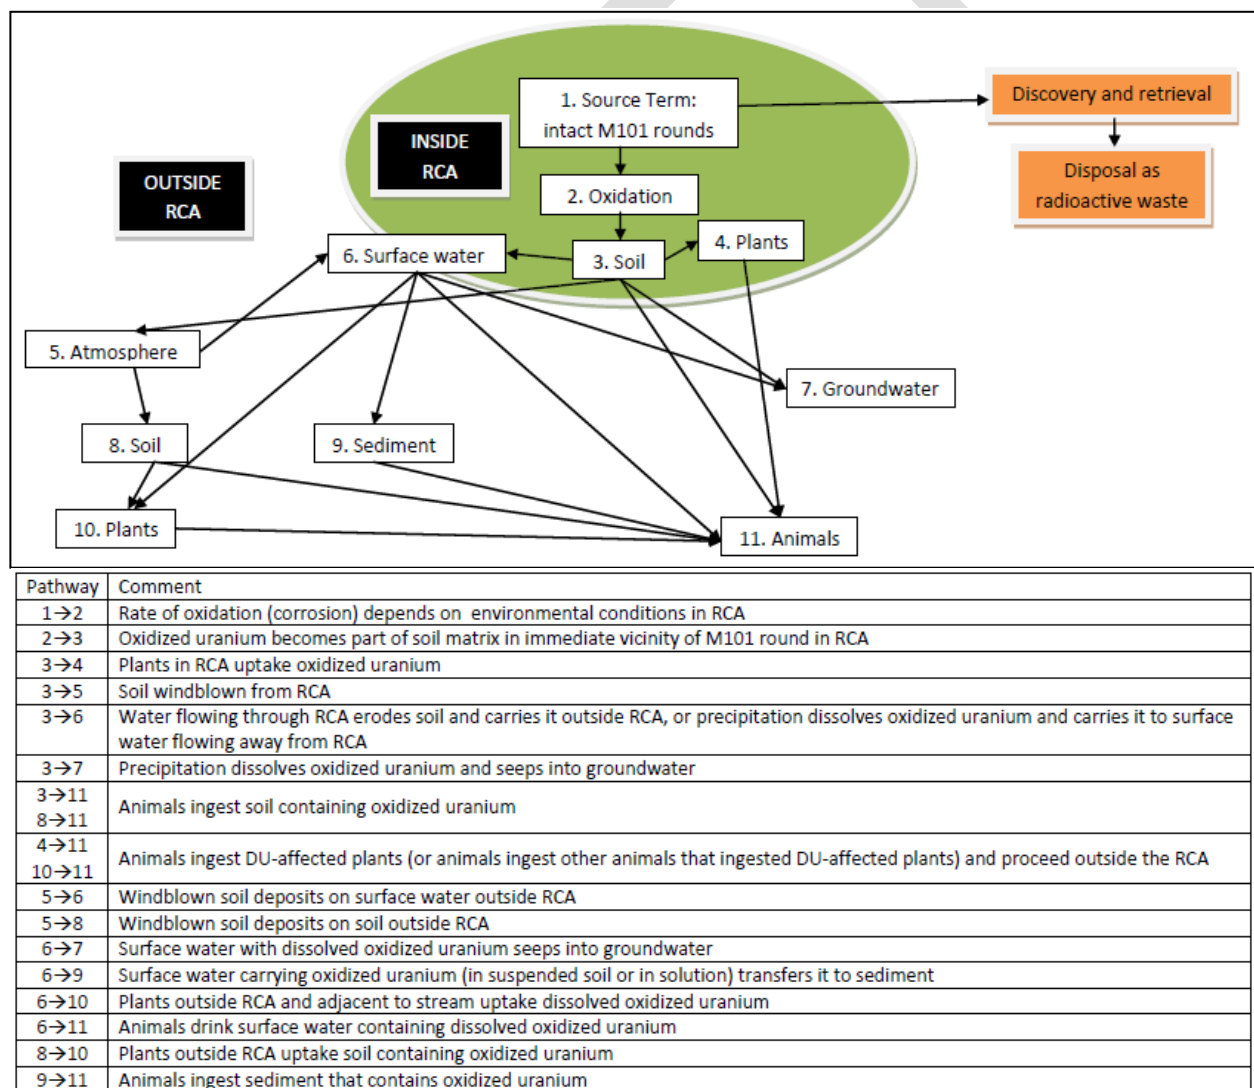 1. Source Term:
intact M101 rounds
Discovery and retrieval
INSIDE
RCA
OUTSIDE
RCA
Disposal as
radioactive waste
2. Oxidation
4. Plants
6. Surface water
3. Soil
5. Atmosphere
7. Groundwater
8. Soil
9. Sediment
10. Plants
11. Animals
Pathway Comment
1→2 Rate of oxidation (corrosion) depends on environmental conditions in RCA
2→3 Oxidized uranium becomes part of soil matrix in immediate vicinity of M101 round in RCA
3→4 Plants in RCA uptake oxidized uranium
3→5 Soil windblown from RCA
3→6 Water flowing through RCA erodes soil and carries it outside RCA, or precipitation dissolves oxidized uranium and carries it to surface
water flowing away from RCA
3→7 Precipitation dissolves oxidized uranium and seeps into groundwater
3→11
8→11
Animals ingest soil containing oxidized uranium
4→11
10→11
Animals ingest DU-affected plants (or animals ingest other animals that ingested DU-affected plants) and proceed outside the RCA
5→6 Windblown soil deposits on surface water outside RCA
5→8 Windblown soil deposits on soil outside RCA
6→7 Surface water with dissolved oxidized uranium seeps into groundwater
6→9 Surface water carrying oxidized uranium (in suspended soil or in solution) transfers it to sediment
6→10 Plants outside RCA and adjacent to stream uptake dissolved oxidized uranium
6→11 Animals drink surface water containing dissolved oxidized uranium
8→10 Plants outside RCA uptake soil containing oxidized uranium
9→11 Animals ingest sediment that contains oxidized uranium